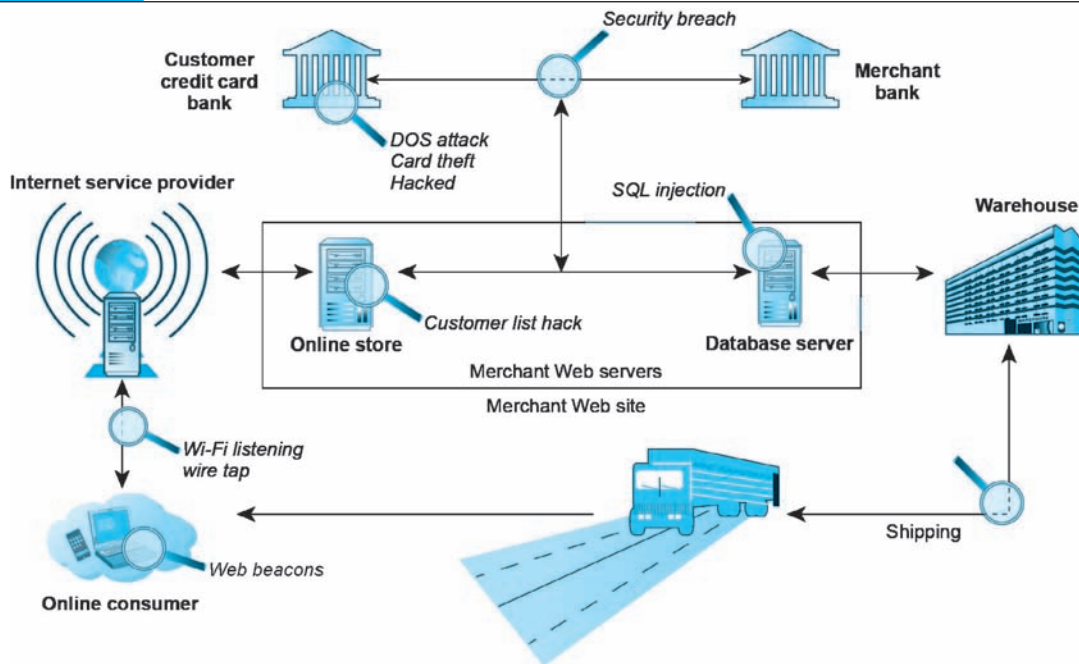 Security breach
Customer
credit card
bank
Merchant
bank
DOS attack
Card theft
Hacked
Internet service provider
SQL injection
Warehouse
Customer list hack
Online store
Database server
Merchant Web servers
Merchant Web site
Wi-Fi listening
wire tap
Shipping
Web beacons
Online consumer